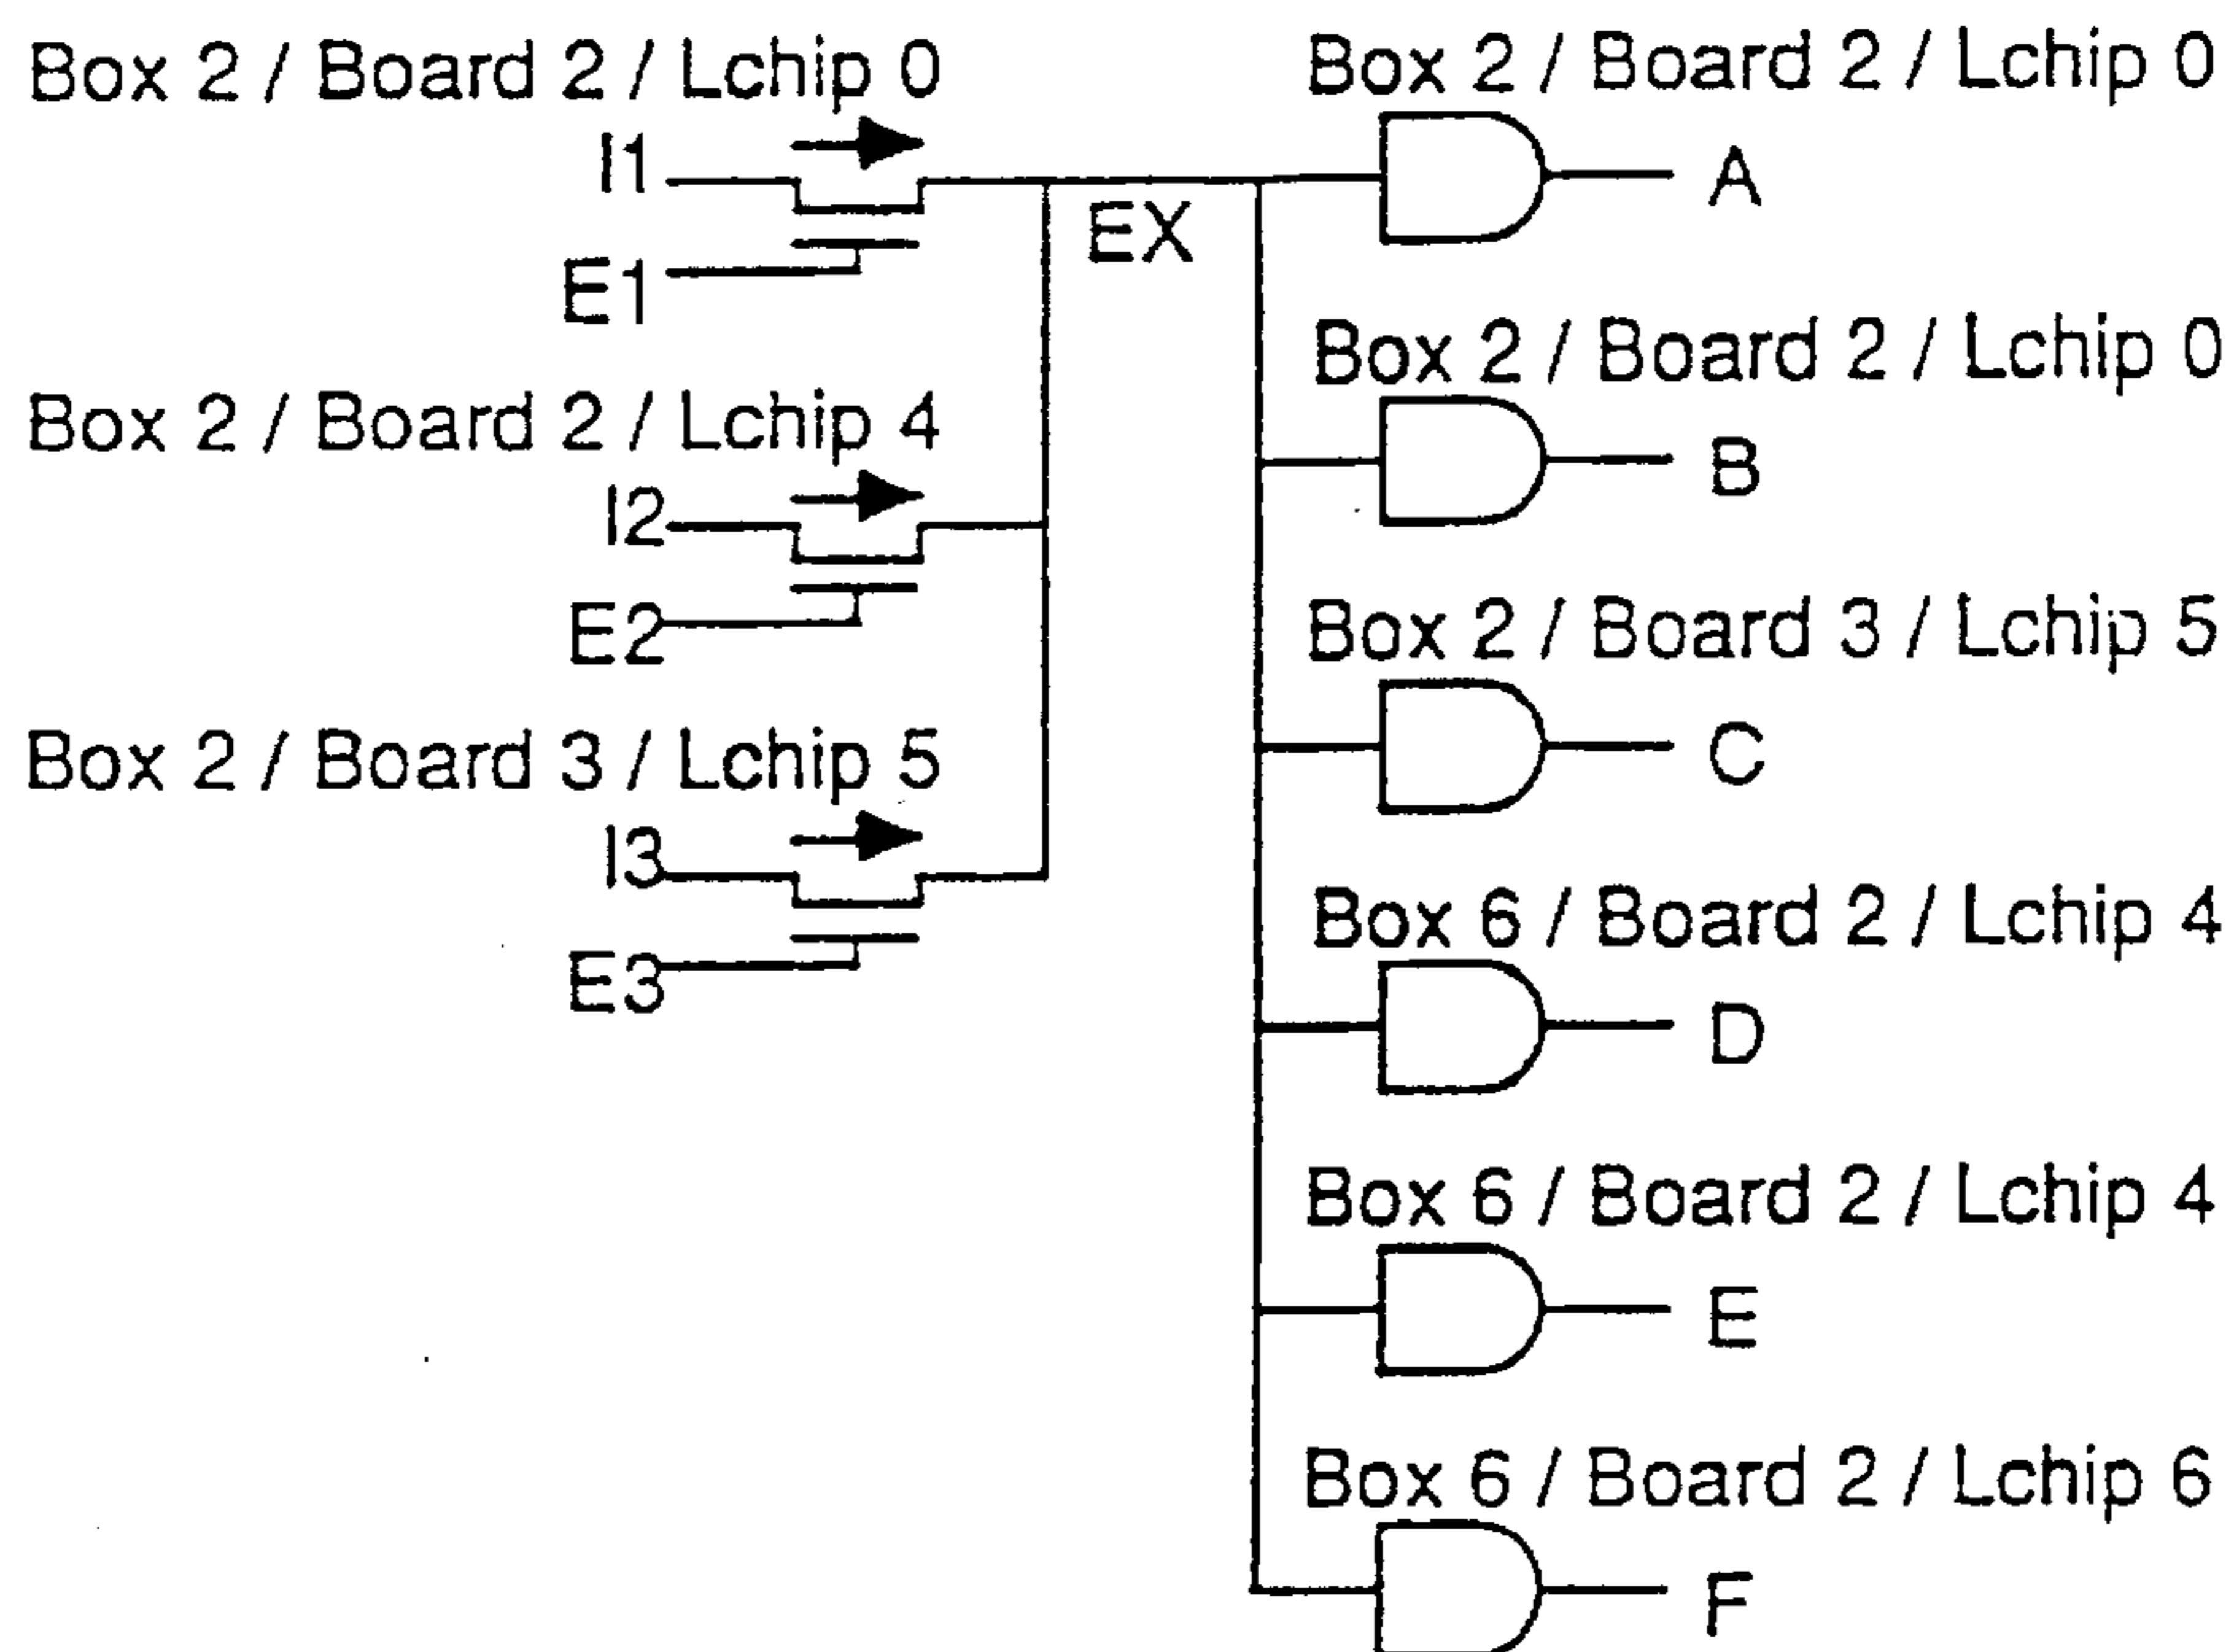 Box 2 / Board 2 / Lchip 0
I1
E1
Box 2 / Board 2 / Lchip 4
I2
E2
Box 2 / Board 3 / Lchip 5
I3
E3
EX
Box 2 / Board 2 / Lchip 0
A
Box 2 / Board 2 / Lchip 0
B
Box 2 / Board 3 / Lchip 5
C
Box 6 / Board 2 / Lchip 4
D
Box 6 / Board 2 / Lchip 4
E
Box 6 / Board 2 / Lchip 6
F